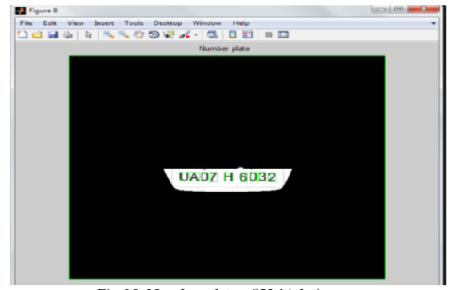 Figure 8
File Edit View Insert Tools Desktop Window Help
Number plate
UA07 H 6032